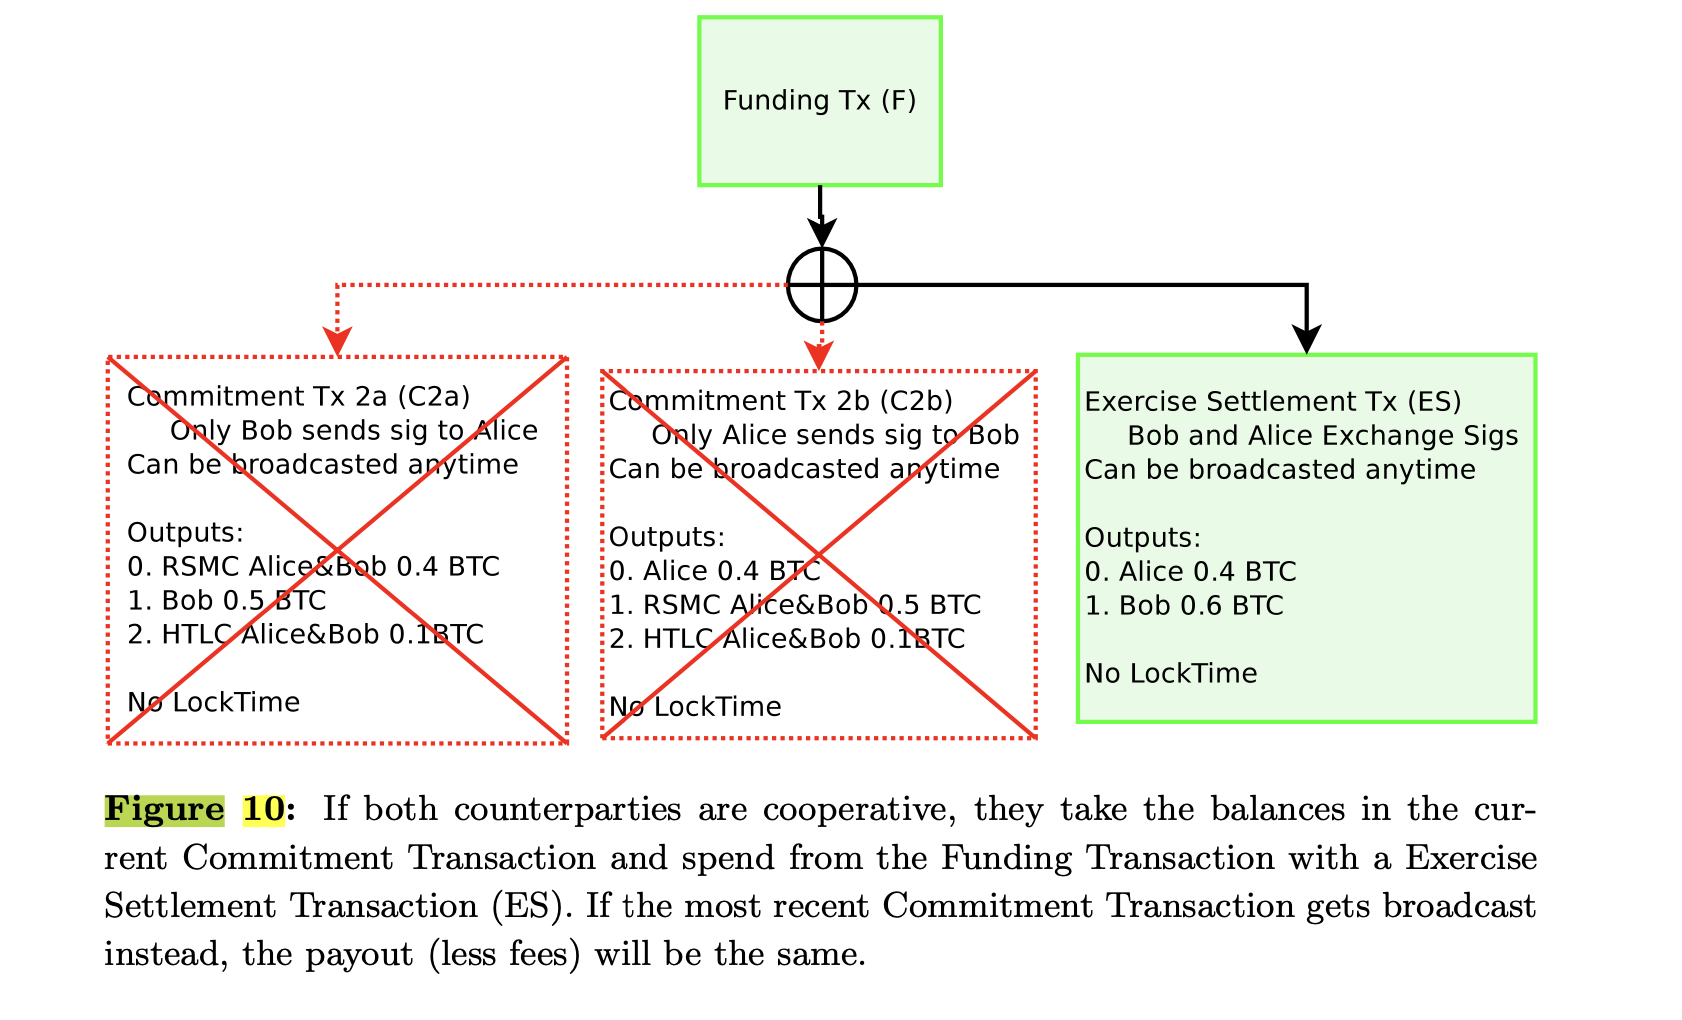 Funding Tx (F)
Commitment Tx 2a (C2a)
Only Bob sends sig to Alice
Can be broadcasted anytime
Outputs:
0. RSMC Alice&Bob 0.4 BTC
1. Bob 0.5 BTC
2. HTLC Alice&Bob 0.1BTC
No LockTime
Commitment Tx 2b (C2b)
Only Alice sends sig to Bob
Can be broadcasted anytime
Outputs:
0. Alice 0.4 BTC
1. RSMC Alice&Bob 0.5 BTC
2. HTLC Alice&Bob 0.1BTC
No LockTime
Exercise Settlement Tx (ES)
Bob and Alice Exchange Sigs
Can be broadcasted anytime
Outputs:
0. Alice 0.4 BTC
1. Bob 0.6 BTC
No LockTime
Figure 10: If both counterparties are cooperative, they take the balances in the cur-
rent Commitment Transaction and spend from the Funding Transaction with a Exercise
Settlement Transaction (ES). If the most recent Commitment Transaction gets broadcast
instead, the payout (less fees) will be the same.